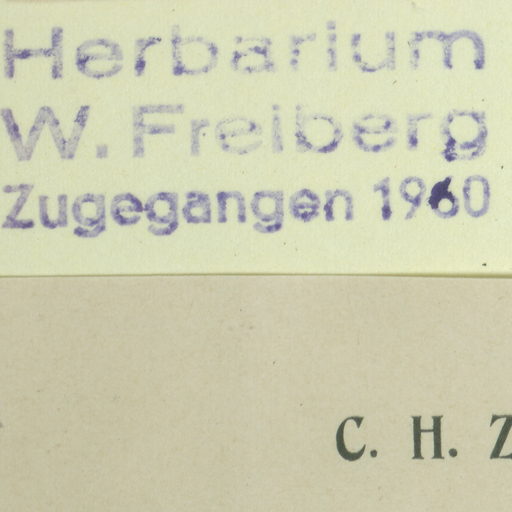 Herbarium
W. Freiberg
Zugegangen 1960
C. H. Z